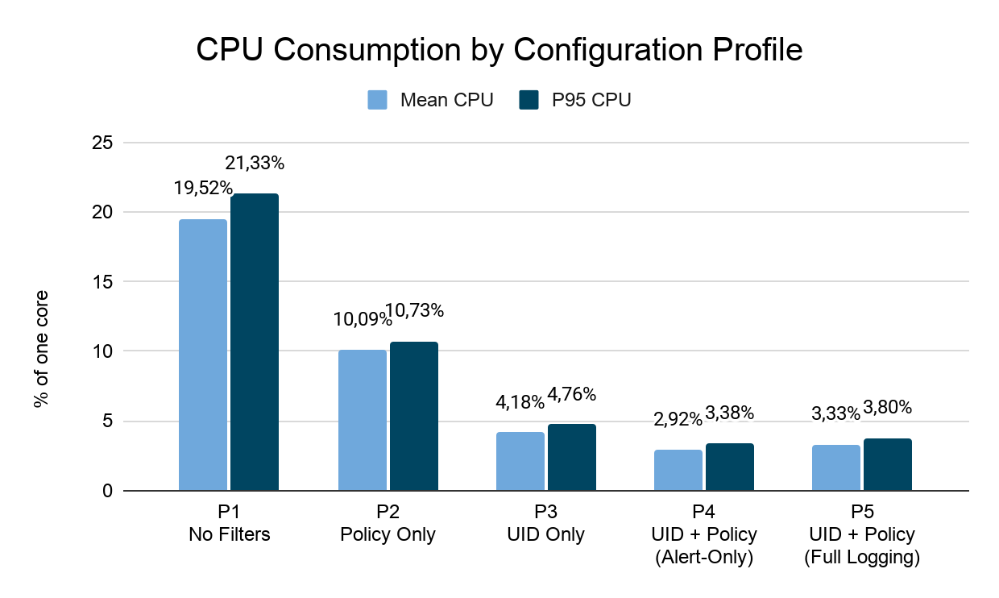 CPU Consumption by Configuration Profile
Mean CPU
P95 CPU
25
20
15
10
5
0
% of one core
19,52%
21,33%
10,09%
10,73%
4,18%
4,76%
2,92%
3,38%
3,33%
3,80%
P1
No Filters
P2
Policy Only
P3
UID Only
P4
UID + Policy
(Alert-Only)
P5
UID + Policy
(Full Logging)